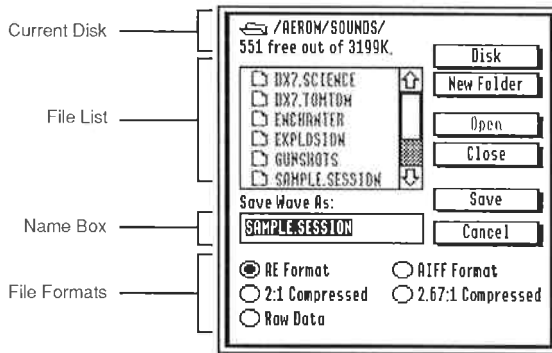 Current Disk
/AEROM/SOUNDS/
551 free out of 3199K.
Disk
New Folder
Open
Close
Save
Cancel
File List
DX7.SCIENCE
DX7.TOMTOM
ENCHANTER
EXPLOSION
GUNSHOTS
SAMPLE.SESSION
Name Box
Save Wave As:
SAMPLE.SESSION
File Formats
AE Format
AIFF Format
2:1 Compressed
2.67:1 Compressed
Raw Data